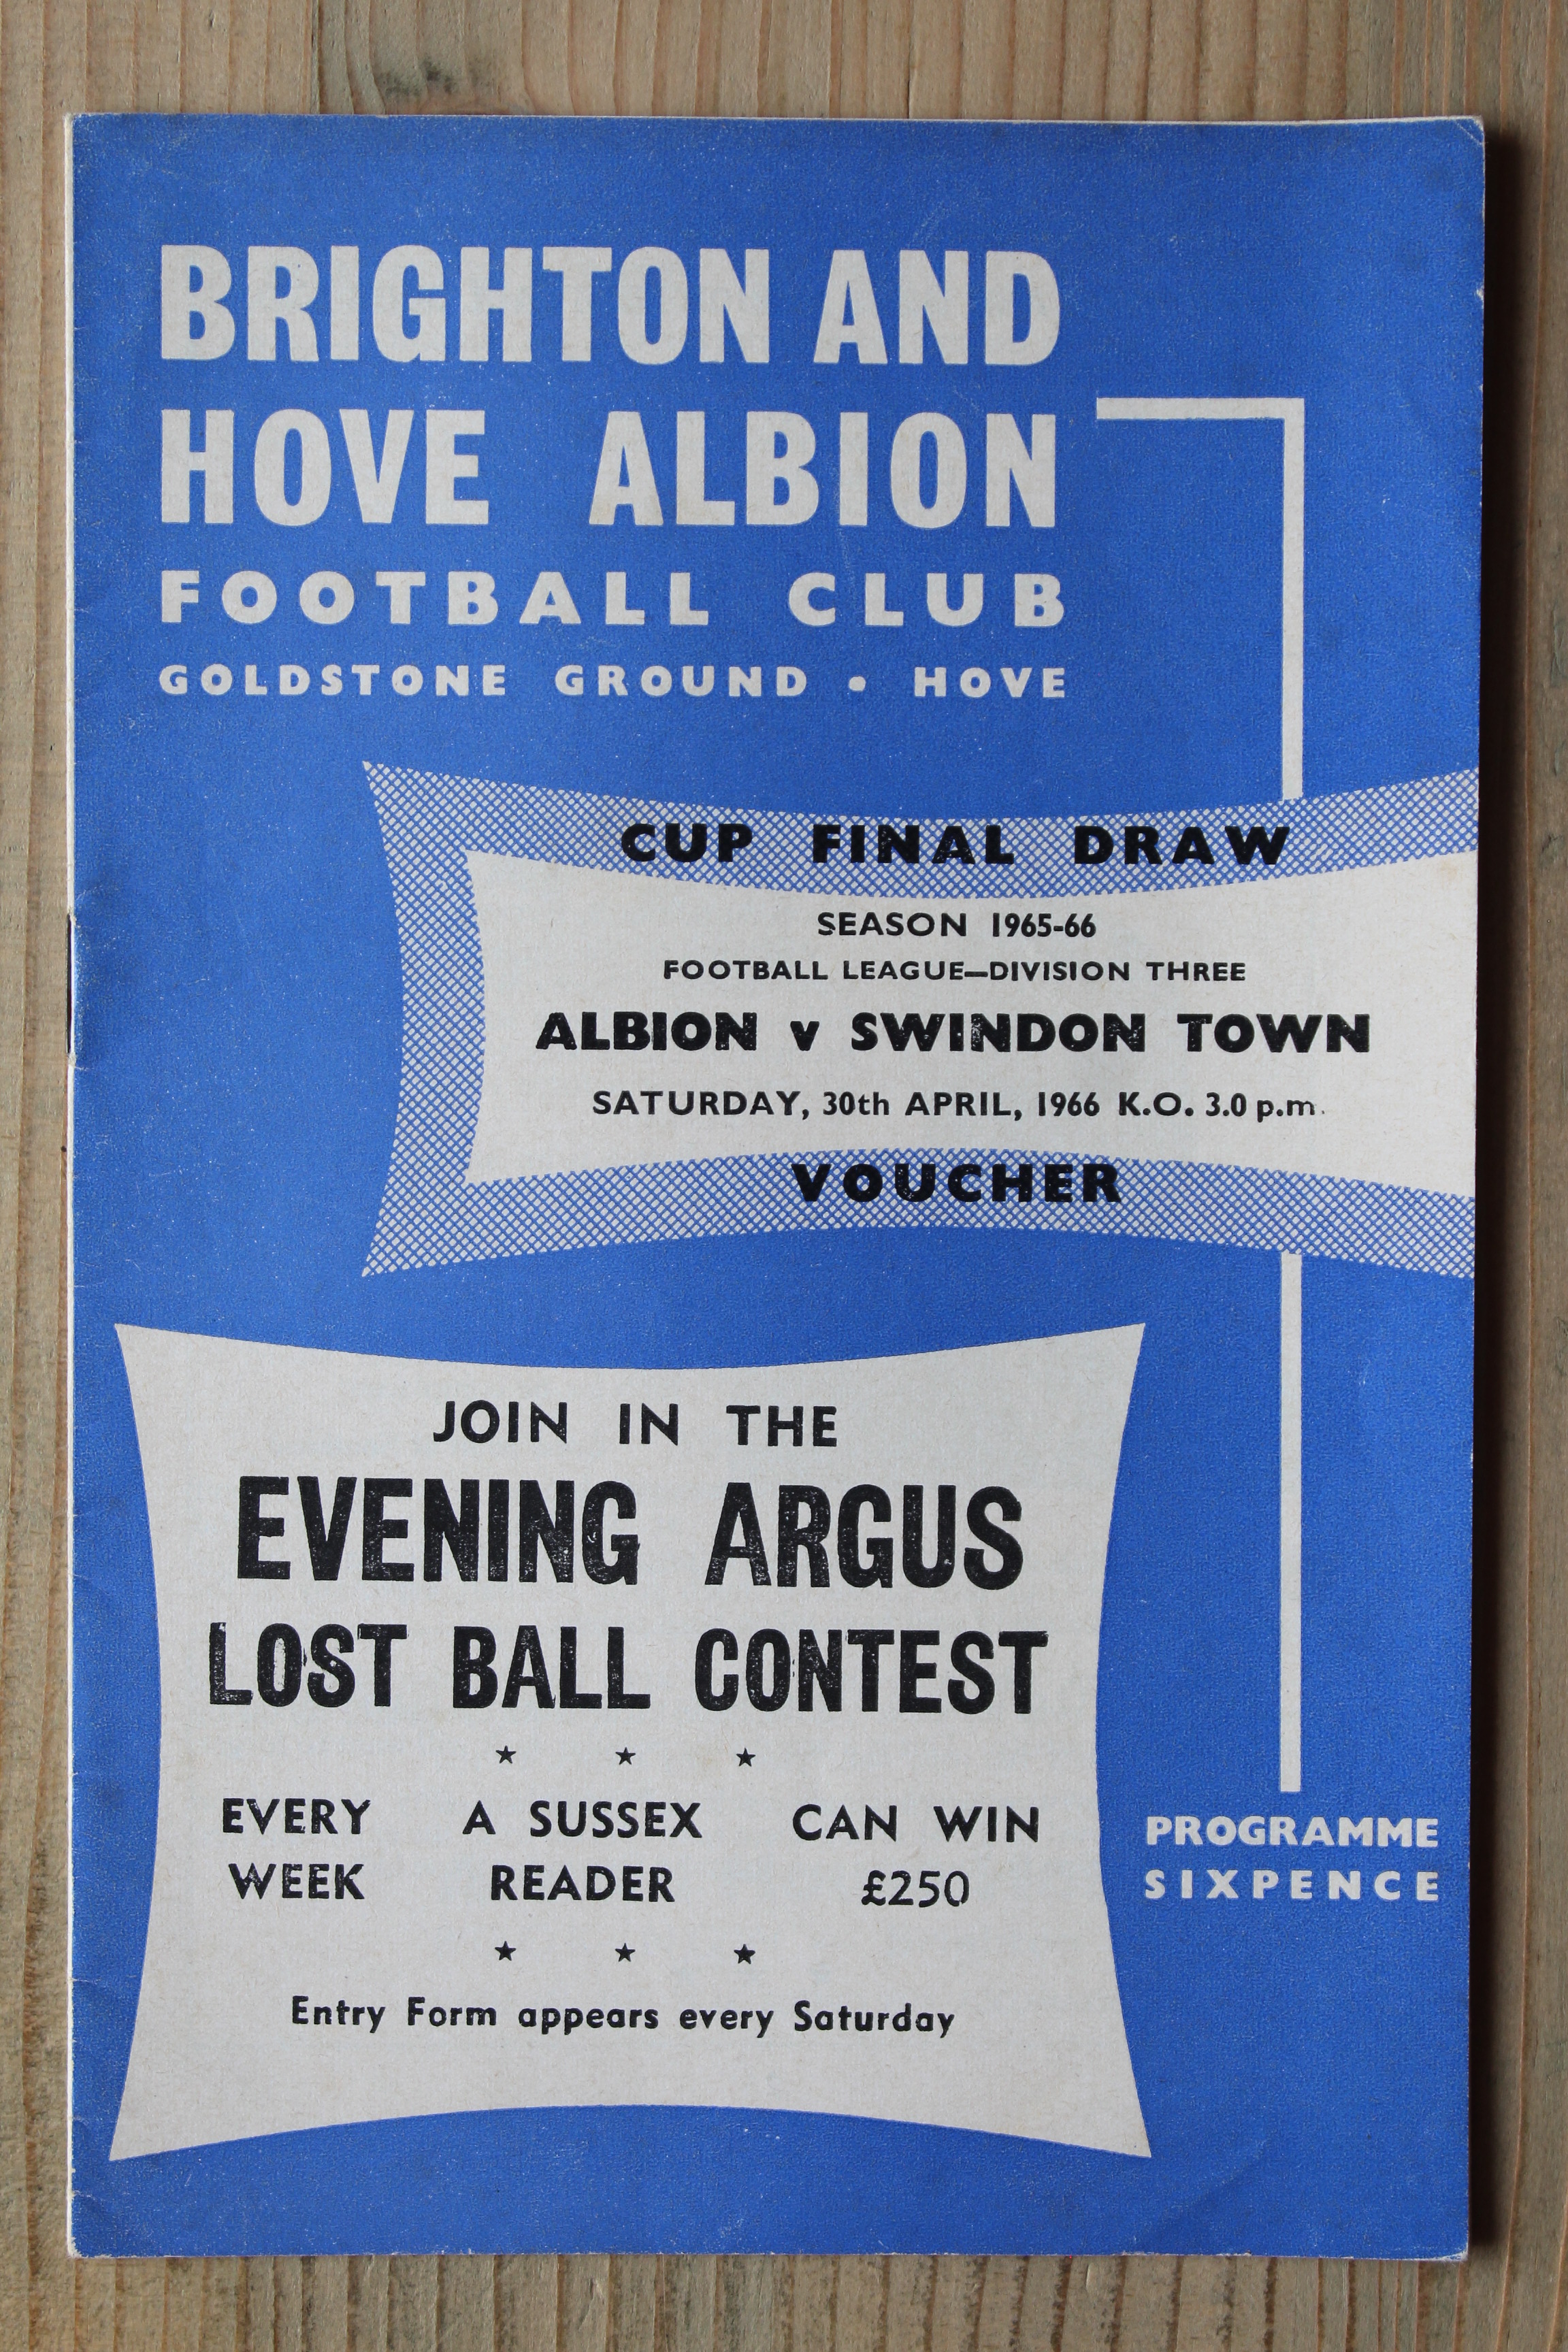 BRIGHTON AND
HOVE ALBION
FOOTBALL CLUB
GOLDSTONE GROUND · HOVE
CUP FINAL DRAW
SEASON 1965-66
FOOTBALL LEAGUE—DIVISION THREE
ALBION v SWINDON TOWN
SATURDAY, 30th APRIL, 1966 K.O. 3.0 p.m.
VOUCHER
JOIN IN THE
EVENING ARGUS
LOST BALL CONTEST
★ ★ ★
EVERY A SUSSEX CAN WIN
WEEK READER £250
★ ★ ★
Entry Form appears every Saturday
PROGRAMME
SIXPENCE